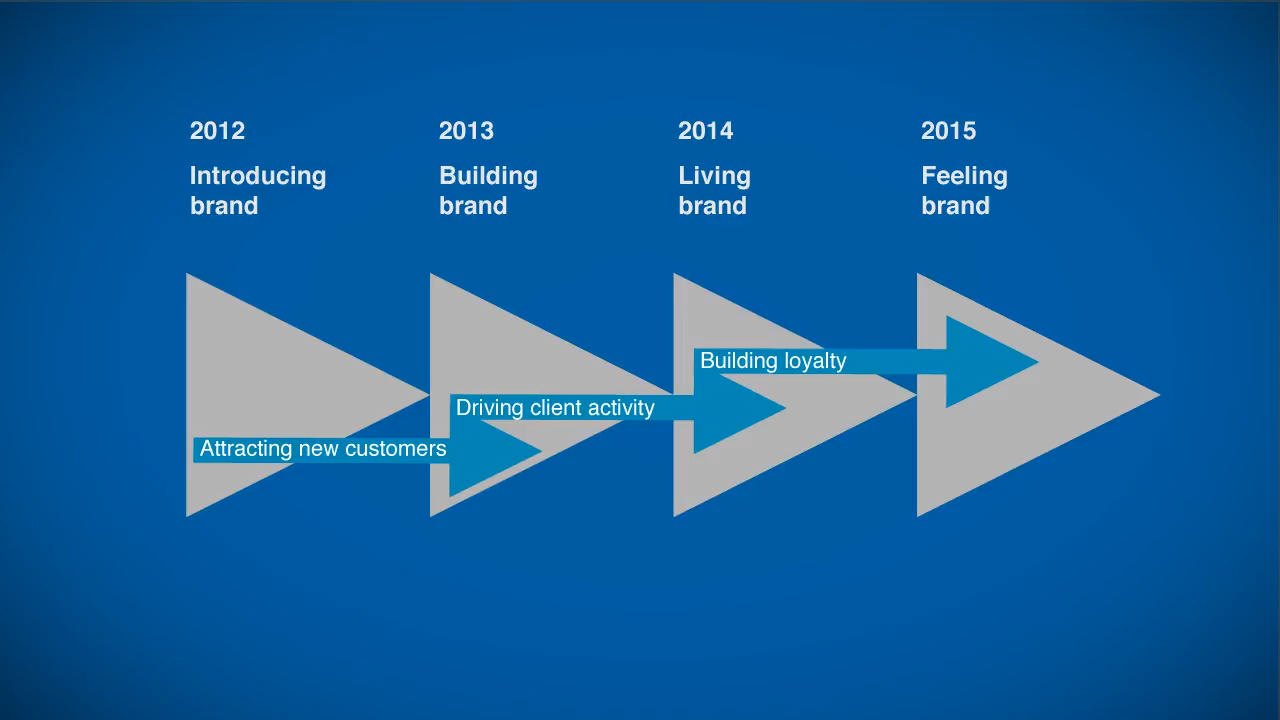 2012
Introducing
brand
2013
Building
brand
2014
Living
brand
2015
Feeling
brand
Building loyalty
Driving client activity
Attracting new customers